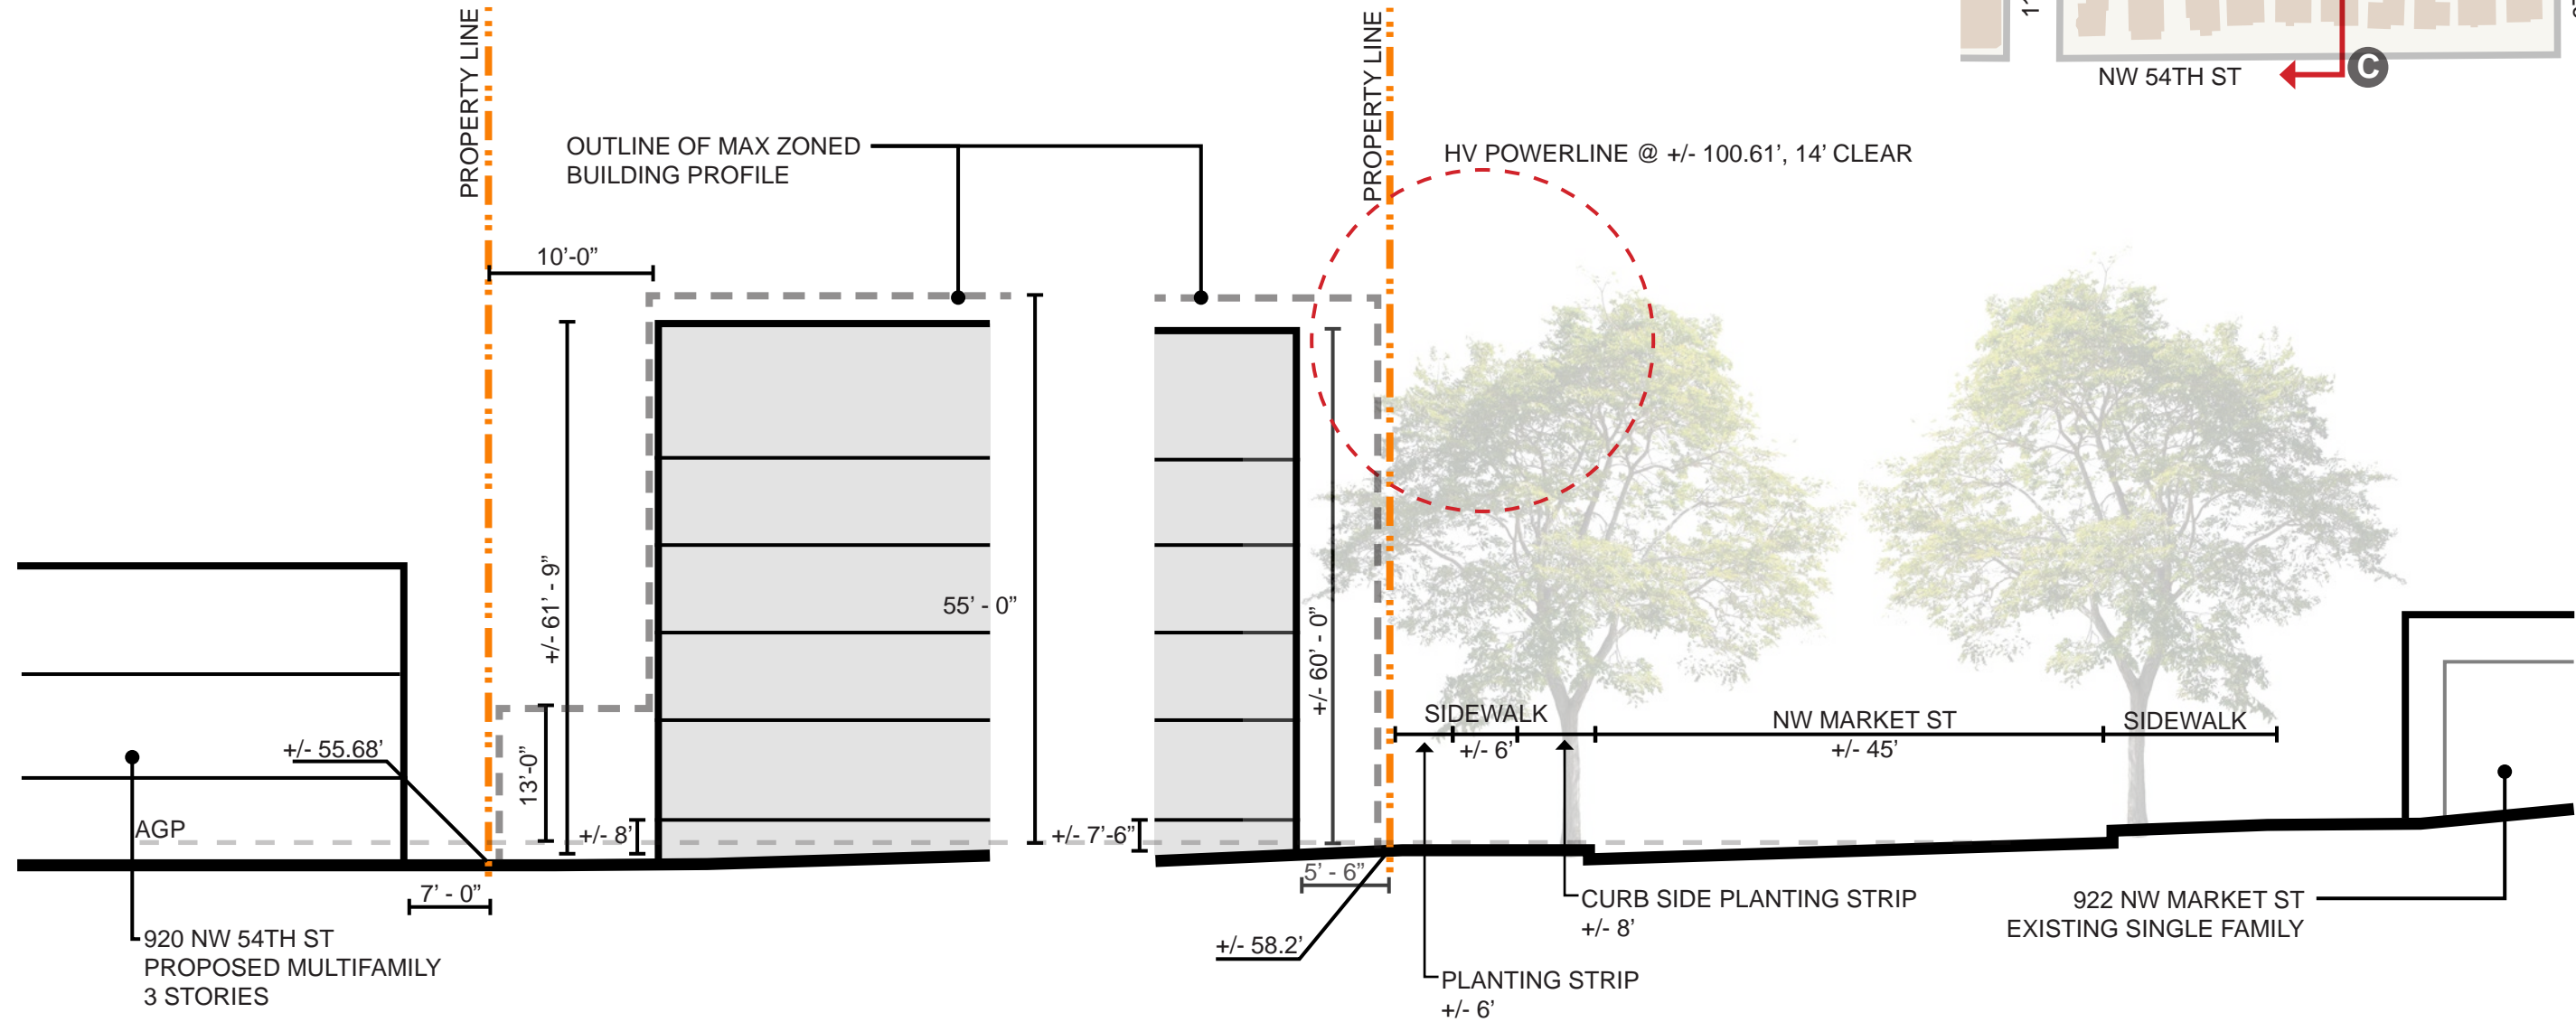 PROPERTY LINE
PROPERTY LINE
NW 54TH ST
C
OUTLINE OF MAX ZONED
BUILDING PROFILE
HV POWERLINE @ +/- 100.61’, 14’ CLEAR
10’-0”
+/- 61’ - 9”
55’ - 0”
+/- 60’ - 0”
SIDEWALK
+/- 6’
NW MARKET ST
+/- 45’
SIDEWALK
+/- 55.68’
13’-0”
AGP
+/- 8’
+/- 7’-6”
5’ - 6”
7’ - 0”
CURB SIDE PLANTING STRIP
+/- 8’
922 NW MARKET ST
EXISTING SINGLE FAMILY
920 NW 54TH ST
PROPOSED MULTIFAMILY
3 STORIES
+/- 58.2’
PLANTING STRIP
+/- 6’